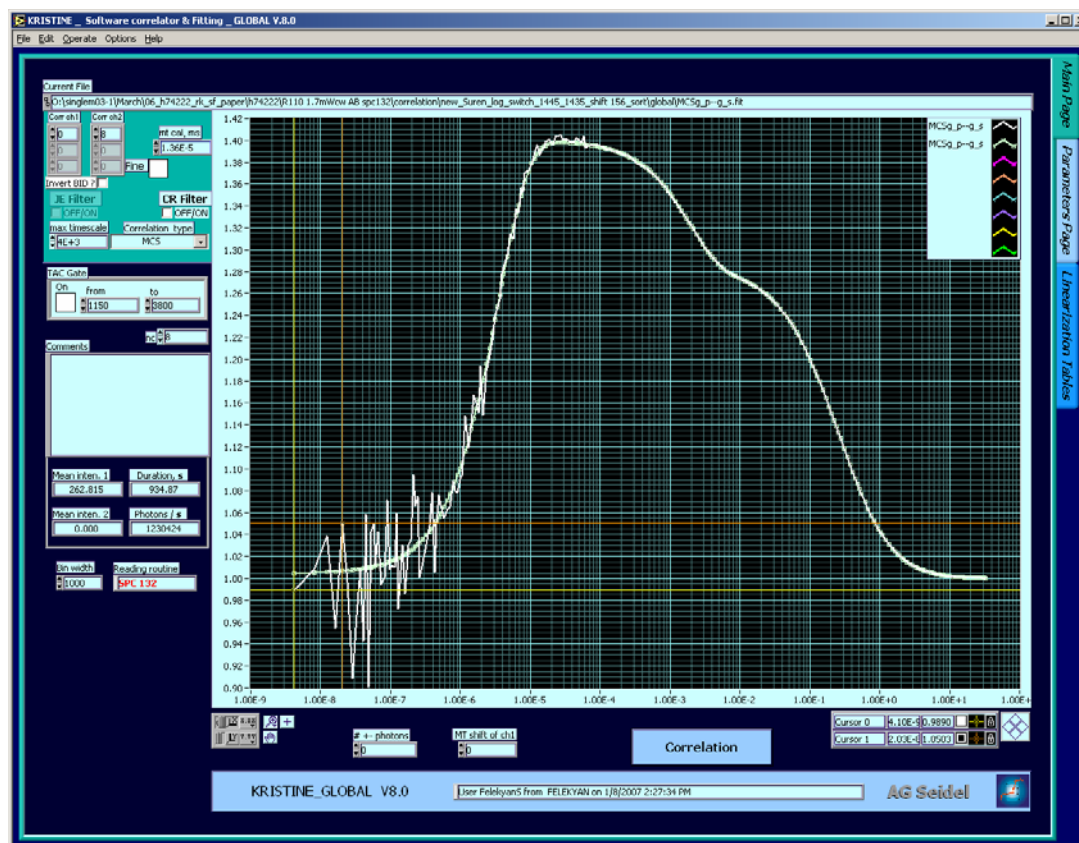 KRISTINE _ Software correlator & Fitting _ GLOBAL V.8.0
File Edit Operate Options Help
Current File
O:\singlem03-1\March\06_h74222_rk_sf_paper\h74222\R110 1.7mWcw AB spc132\correlation\new_Suren_log_switch_1445_1435_shift 156_sort\global\MCSg_p--g_s.fit
Corr ch1 Corr ch2
0 8
0 0
0 0
mt cal, ms
1.36E-5
Fine
Invert BID ?
JE Filter CR Filter
OFF/ON OFF/ON
max timescale Correlation type
4E+3 MCS
TAC Gate
On from to
1150 3800
nc 8
Comments
Mean inten. 1 Duration, s
262.815 934.87
Mean inten. 2 Photons / s
0.000 1230424
Bin width Reading routine
1000 SPC 132
1.42
1.40
1.38
1.36
1.34
1.32
1.30
1.28
1.26
1.24
1.22
1.20
1.18
1.16
1.14
1.12
1.10
1.08
1.06
1.04
1.02
1.00
0.98
0.96
0.94
0.92
0.90
1.00E-9 1.00E-8 1.00E-7 1.00E-6 1.00E-5 1.00E-4 1.00E-3 1.00E-2 1.00E-1 1.00E+0 1.00E+1 1.00E+
MCSg_p--g_s
MCSg_p--g_s
Main Page
Parameters Page
Linearization Tables
# +- photons
0
MT shift of ch1
0
Correlation
Cursor 0 4.10E-9 0.9890
Cursor 1 2.03E-8 1.0503
KRISTINE_GLOBAL V8.0
User FelekyanS from FELEKYAN on 1/8/2007 2:27:34 PM
AG Seidel